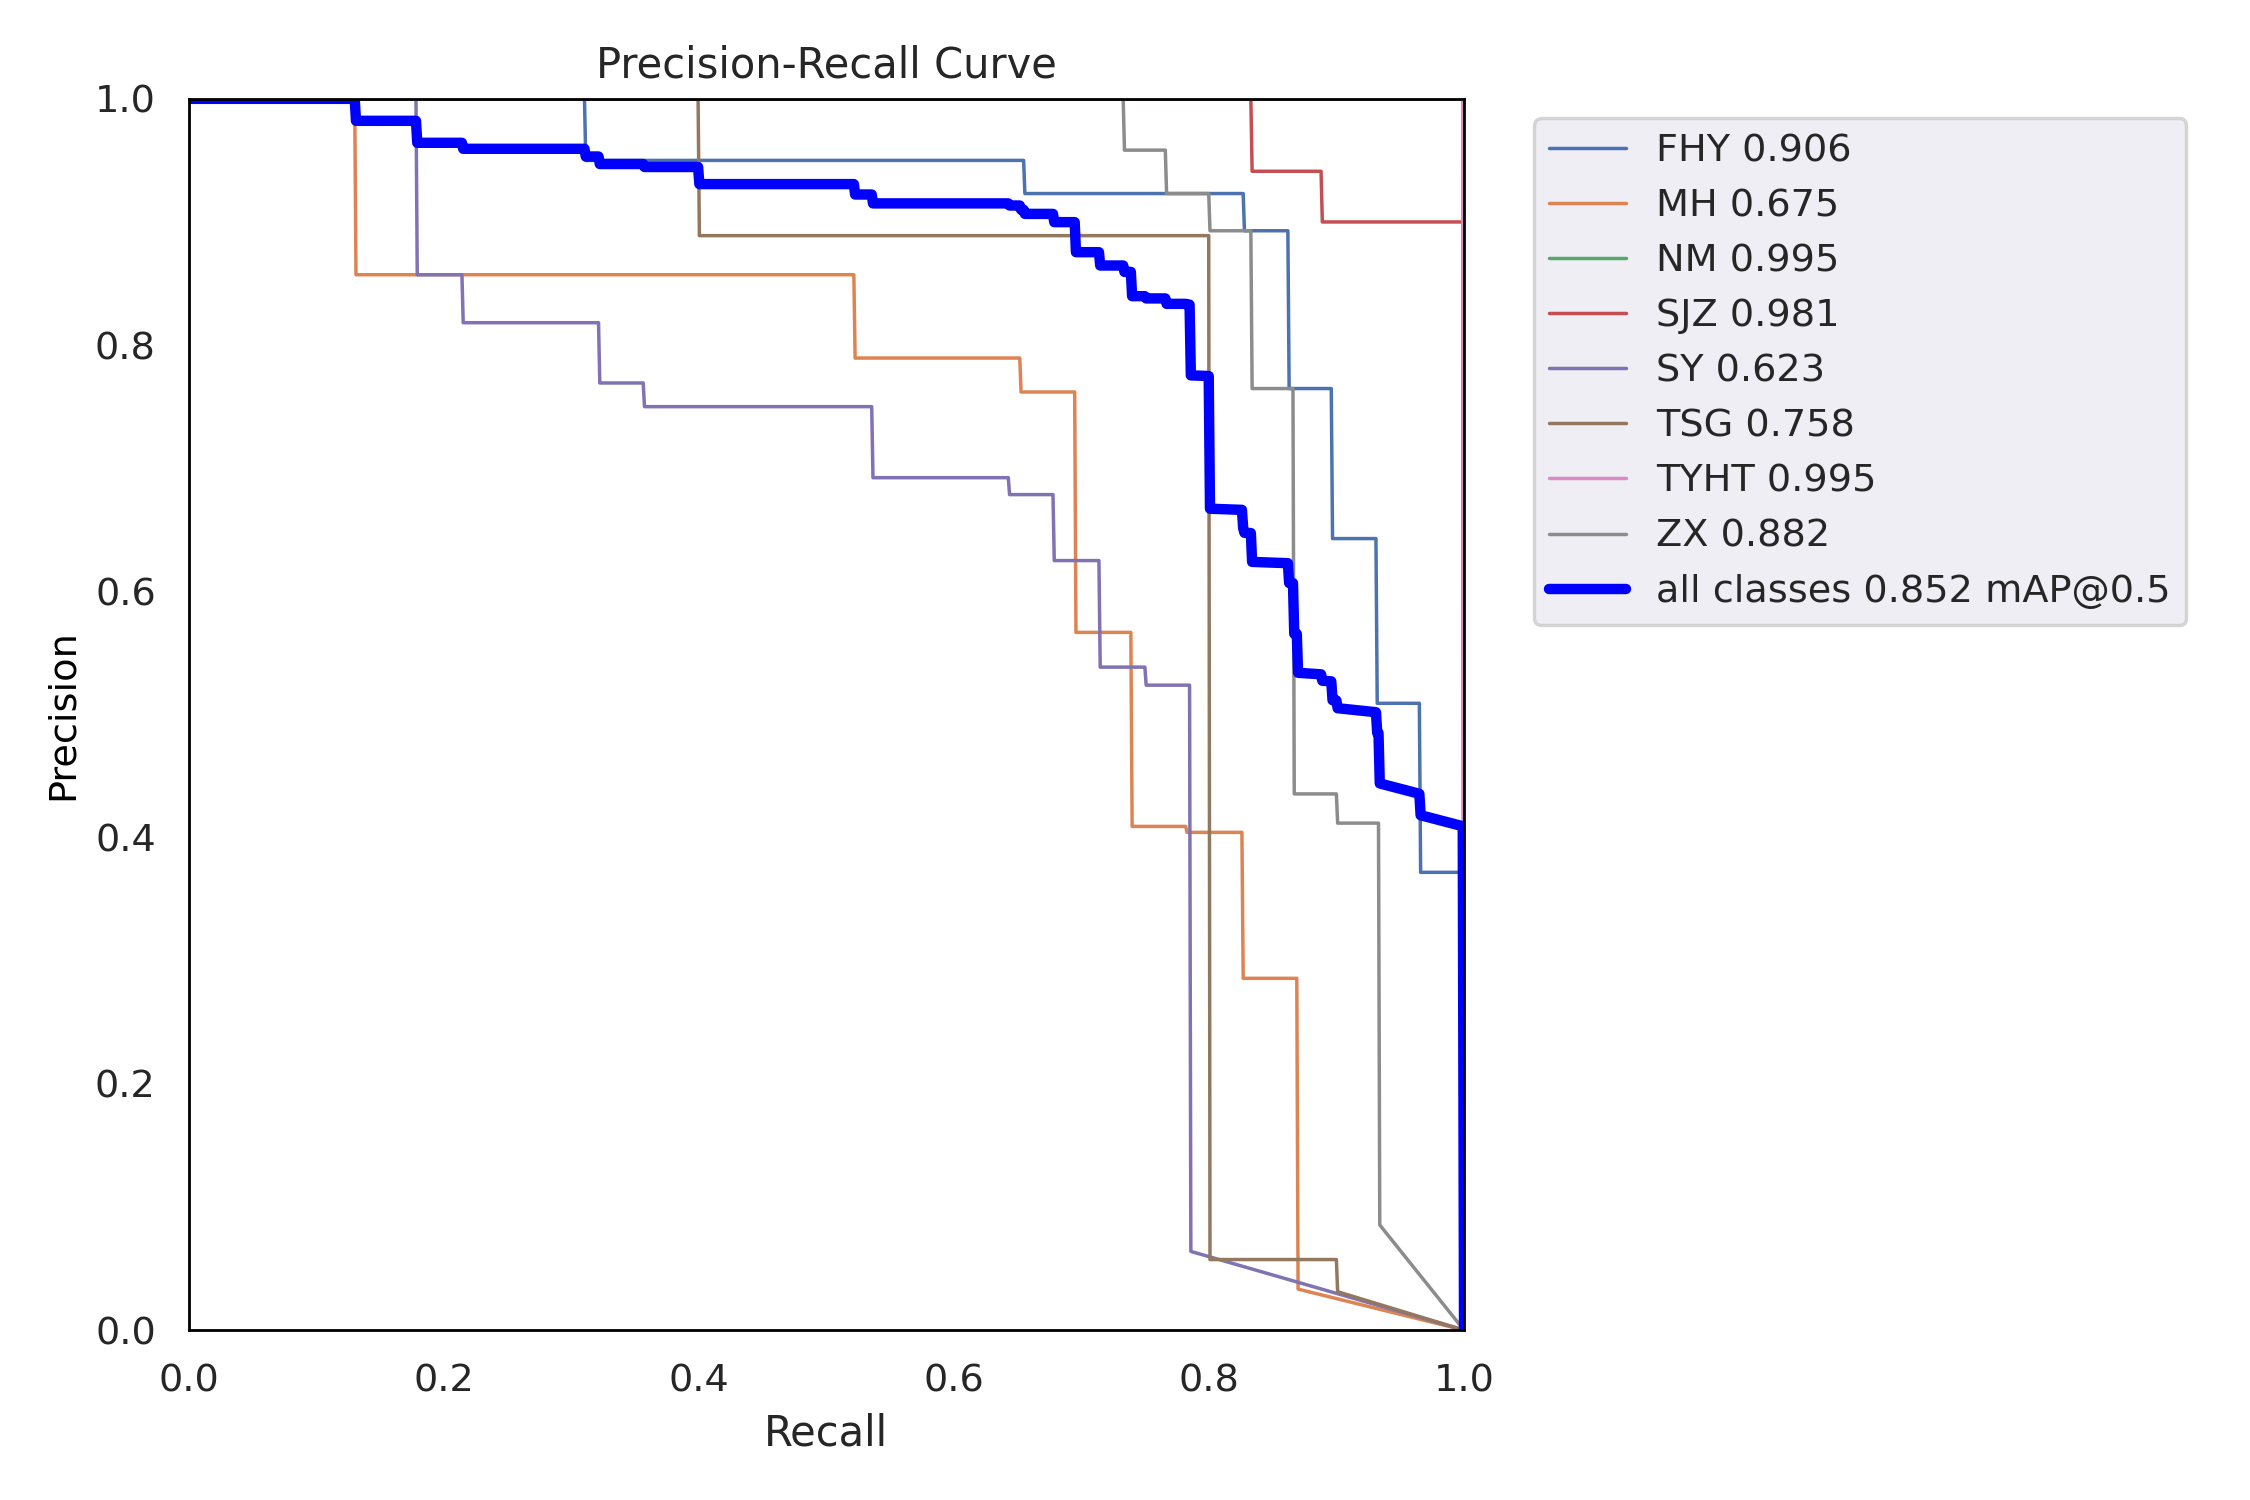 Precision-Recall Curve
1.0
0.8
0.6
0.4
0.2
0.0
Precision
0.0 0.2 0.4 0.6 0.8 1.0
Recall
FHY 0.906
MH 0.675
NM 0.995
SJZ 0.981
SY 0.623
TSG 0.758
TYHT 0.995
ZX 0.882
all classes 0.852 mAP@0.5